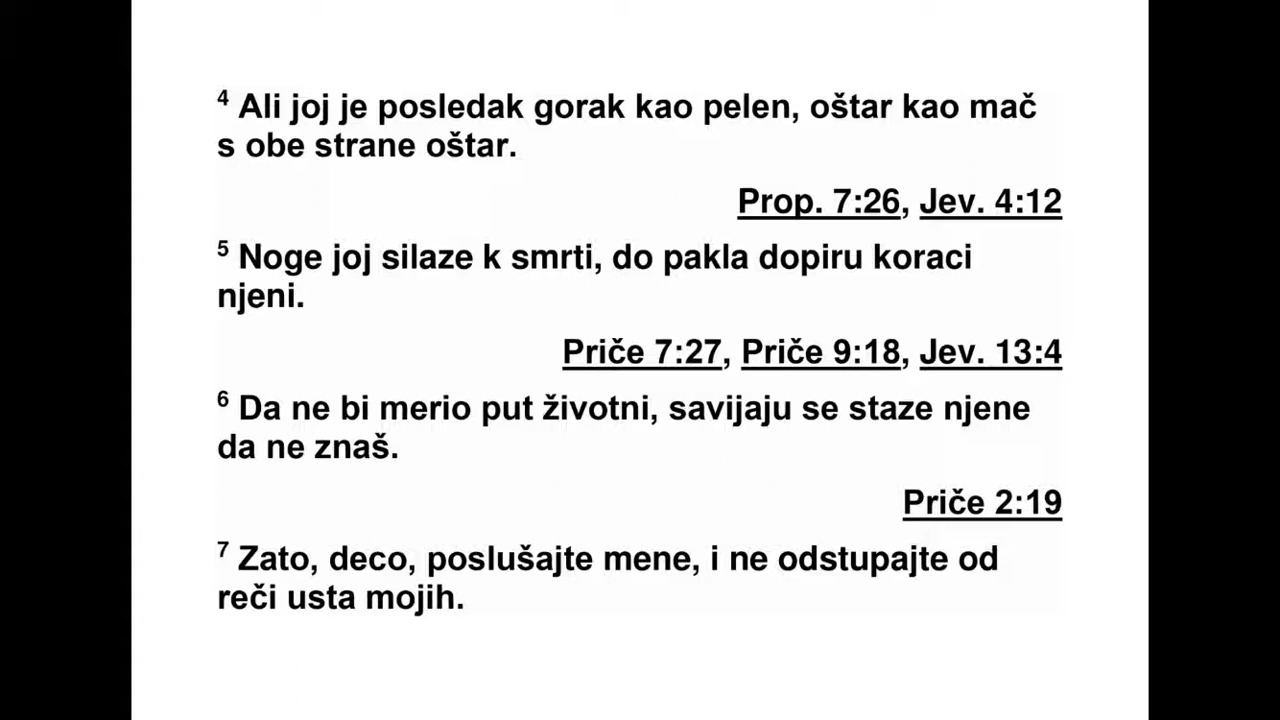 4 Ali joj je posledak gorak kao pelen, oštar kao mač
s obe strane oštar.
Prop. 7:26, Jev. 4:12
5 Noge joj silaze k smrti, do pakla dopiru koraci
njeni.
Priče 7:27, Priče 9:18, Jev. 13:4
6 Da ne bi merio put životni, savijaju se staze njene
da ne znaš.
Priče 2:19
7 Zato, deco, poslušajte mene, i ne odstupajte od
reči usta mojih.